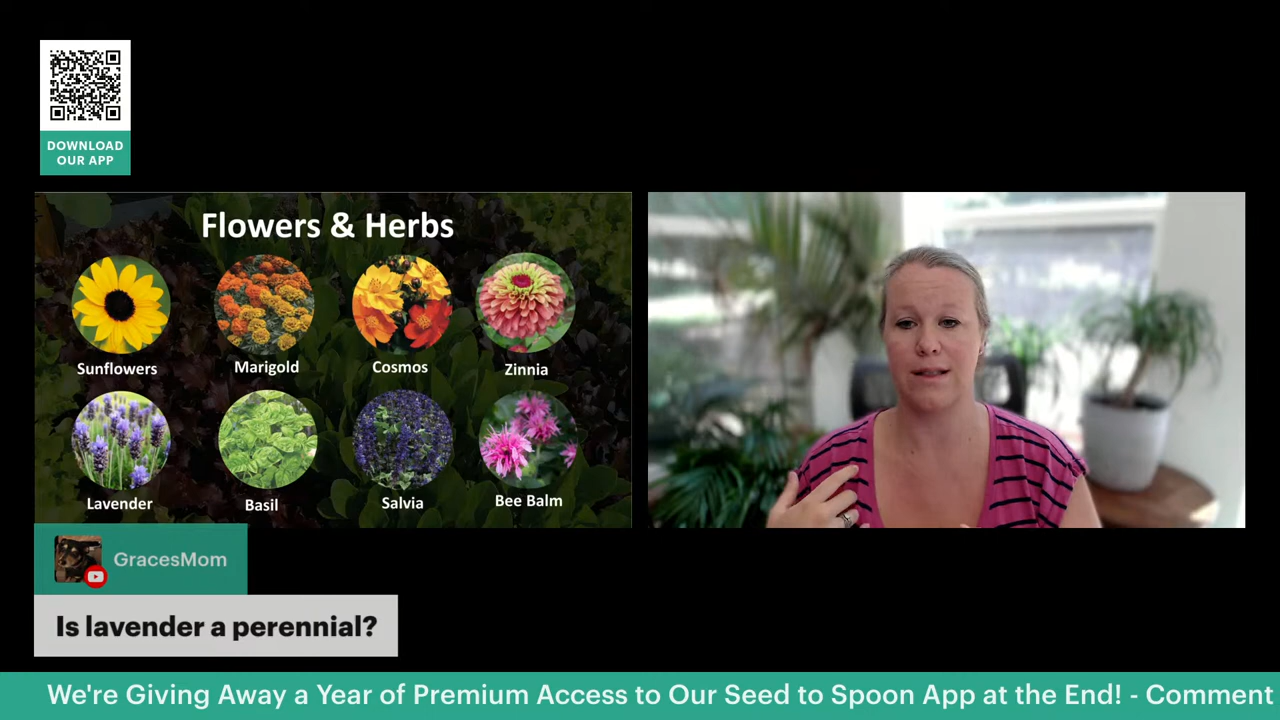 DOWNLOAD
OUR APP
Flowers & Herbs
Sunflowers
Marigold
Cosmos
Zinnia
Lavender
Basil
Salvia
Bee Balm
GracesMom
Is lavender a perennial?
We're Giving Away a Year of Premium Access to Our Seed to Spoon App at the End! - Comment